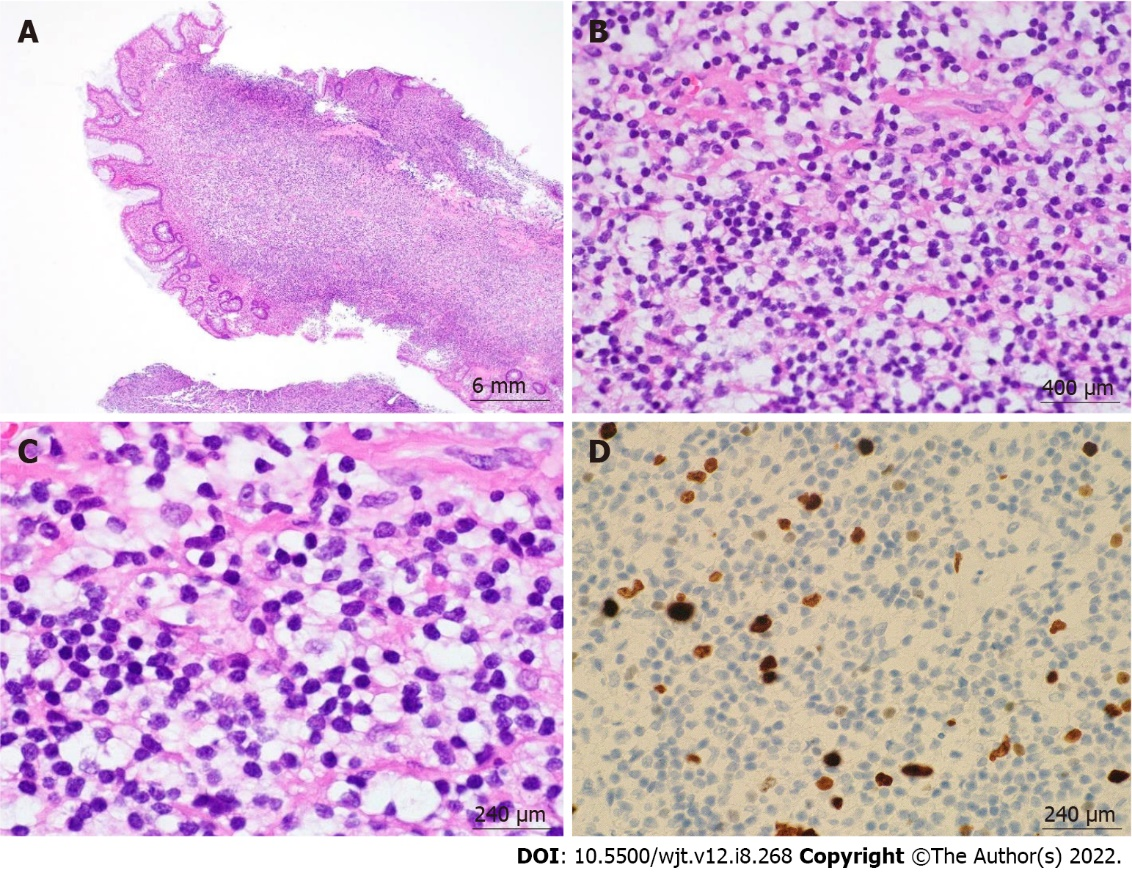 A
B
6 mm
400 μm
C
D
240 μm
240 μm
DOI: 10.5500/wjt.v12.i8.268 Copyright ©The Author(s) 2022.